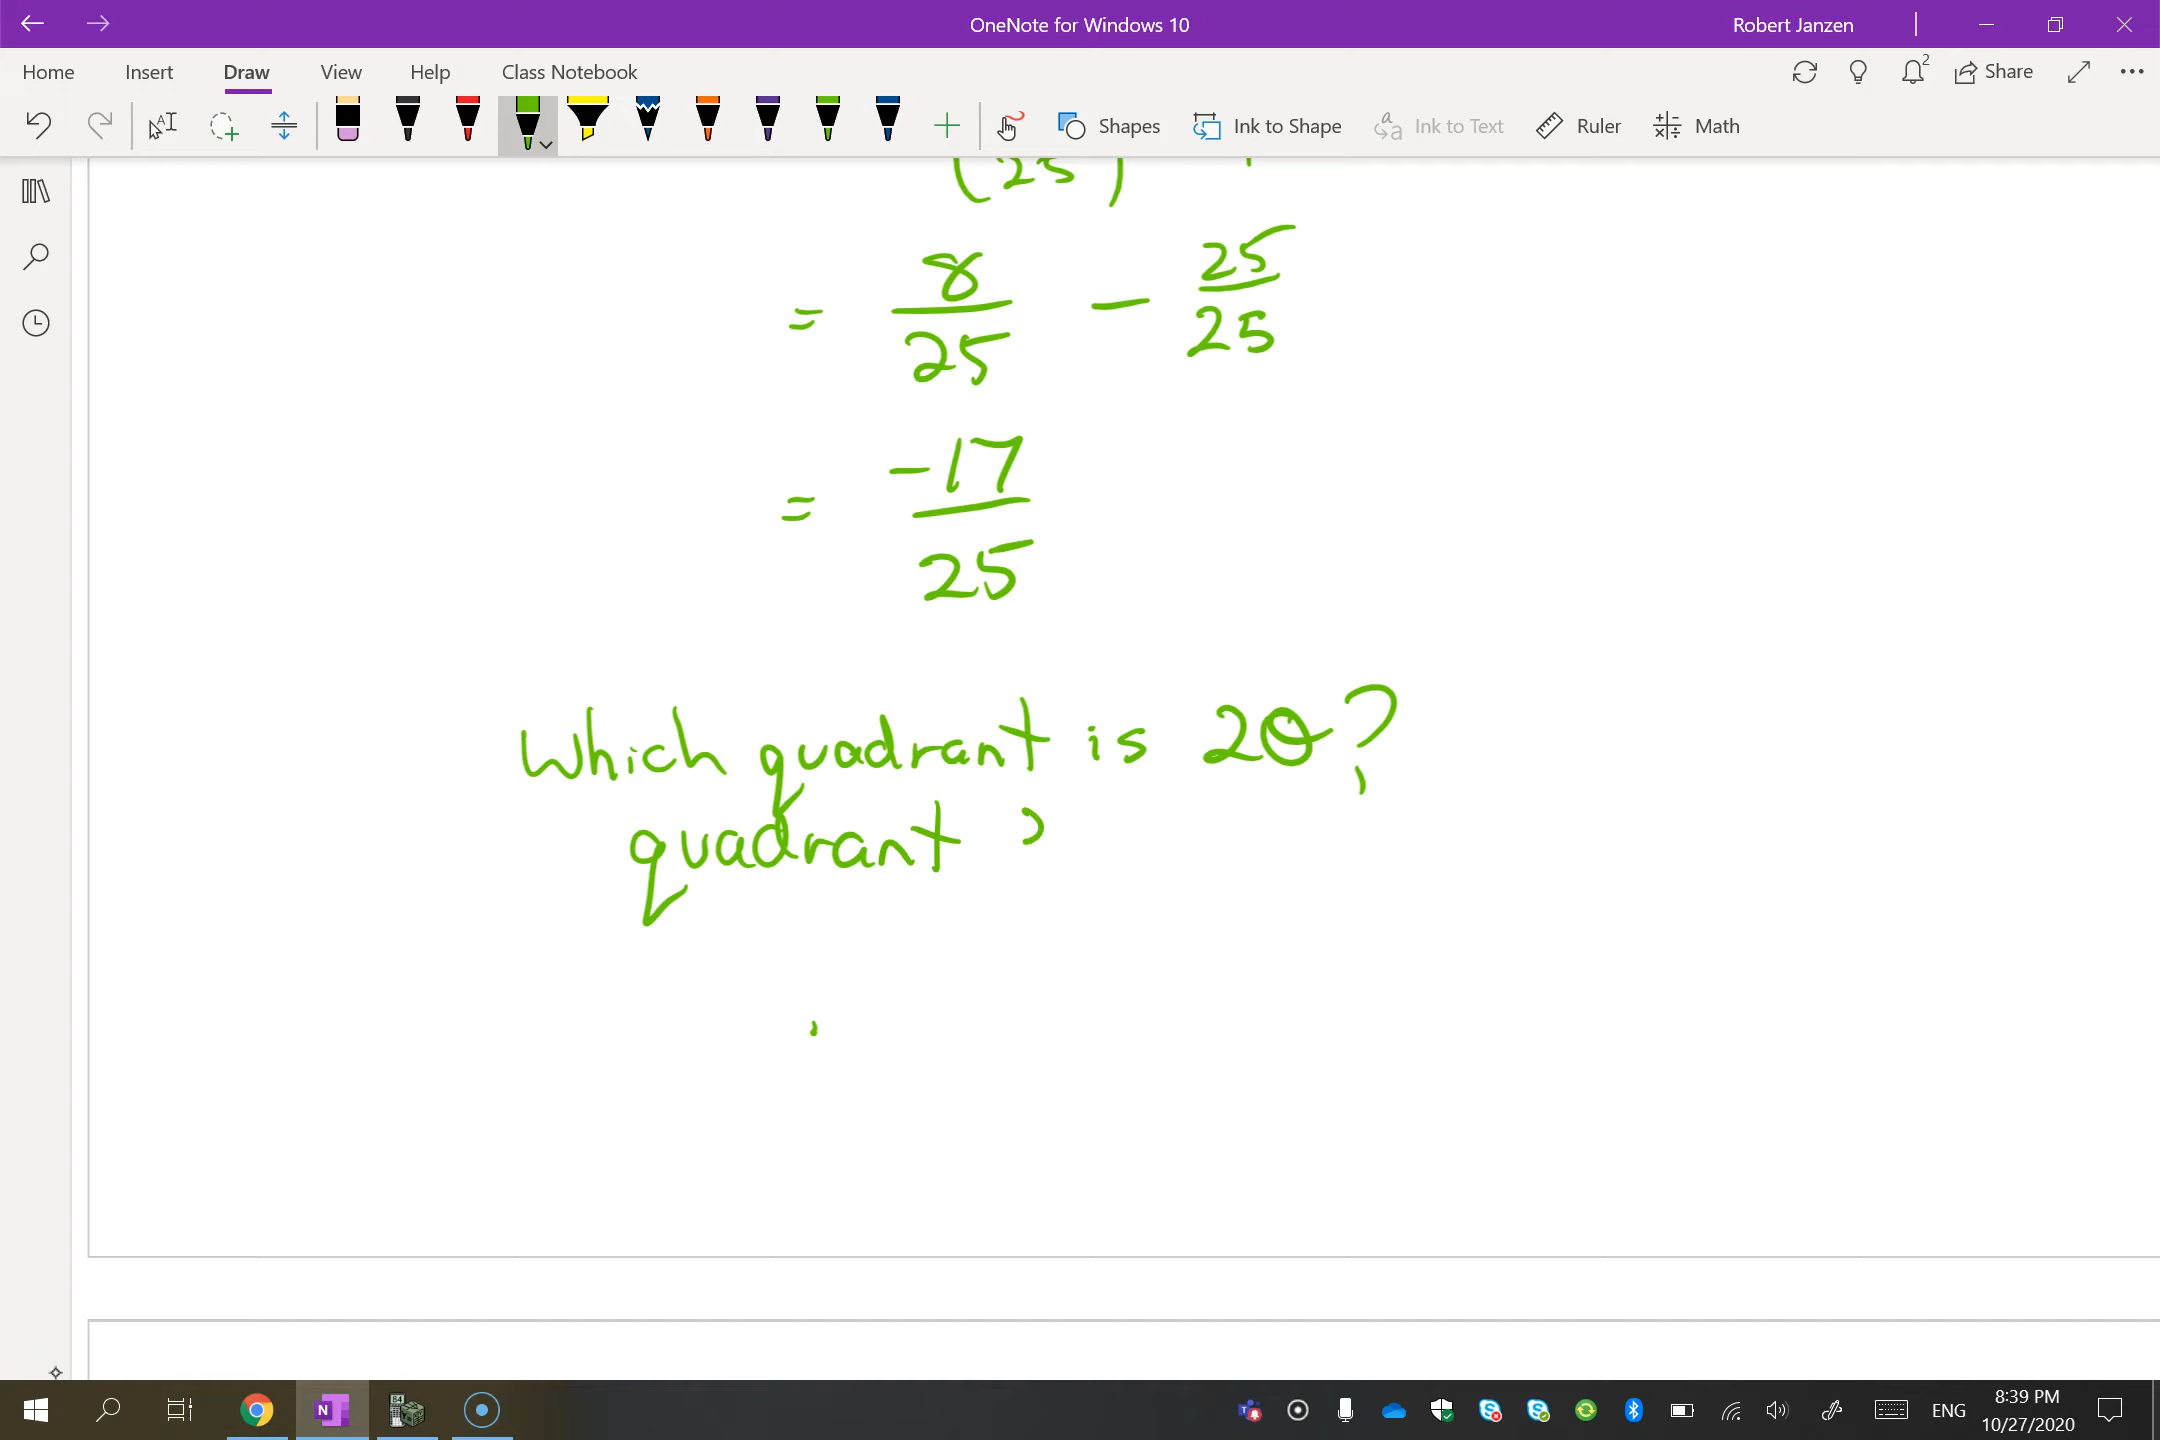 OneNote for Windows 10
Robert Janzen
Home Insert Draw View Help Class Notebook
2 Share
Shapes Ink to Shape Ink to Text Ruler Math
(25)
= 8/25 - 25/25
= -17/25
Which quadrant is 2θ?
quadrant
ENG
8:39 PM
10/27/2020